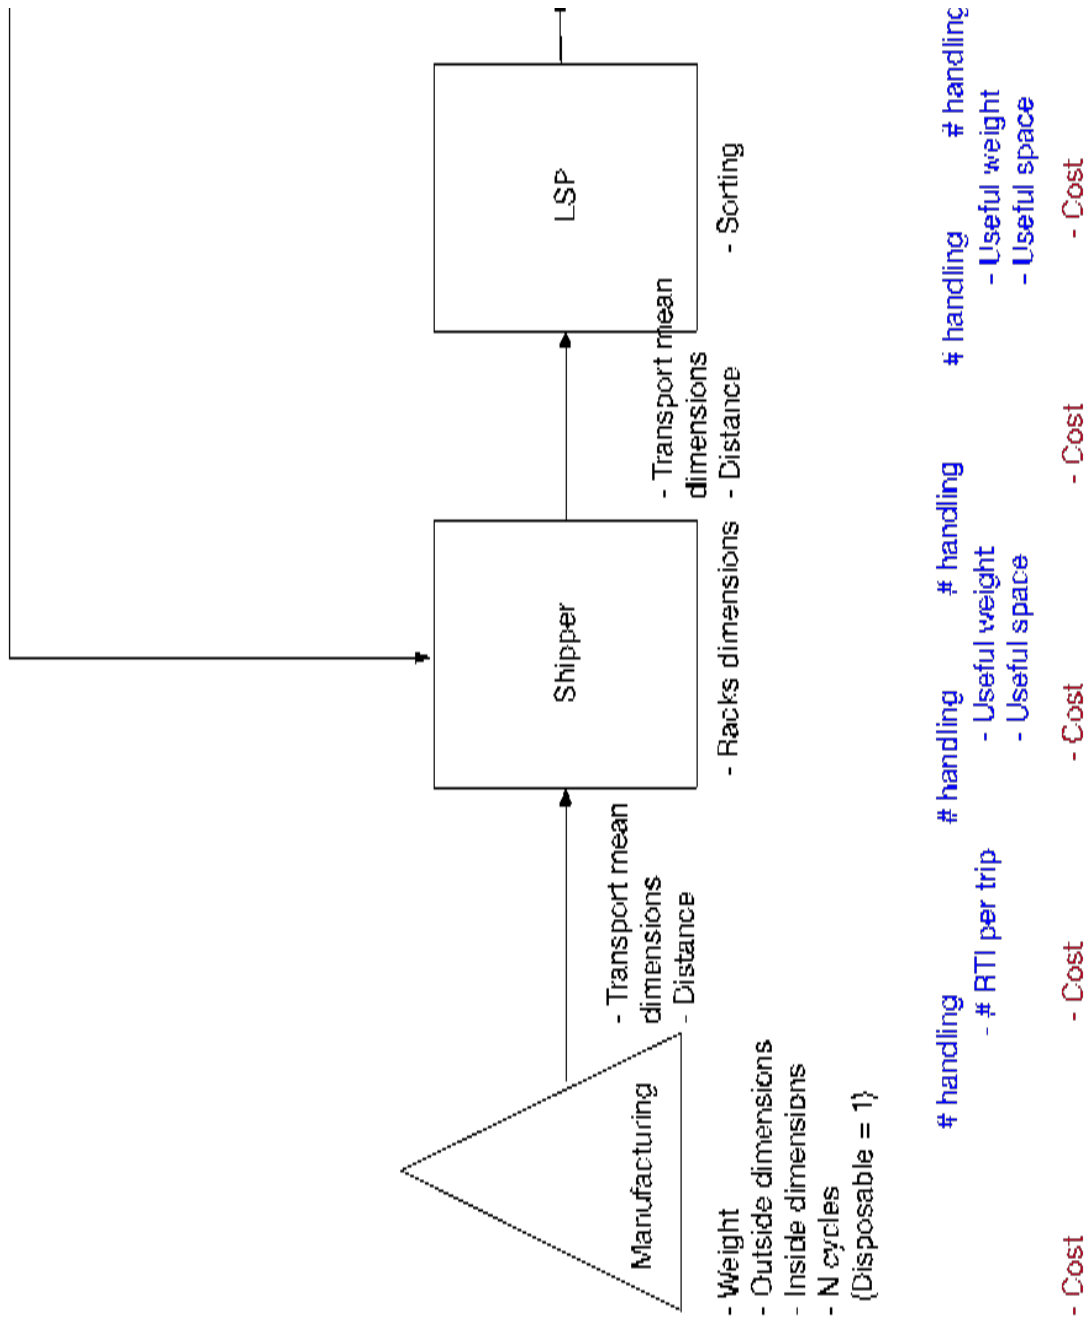 Manufacturing
Shipper
LSP
- Transport mean
dimensions
- Distance
- Transport mean
dimensions
- Distance
- Weight
- Outside dimensions
- Inside dimensions
- N cycles
(Disposable = 1)
- Racks dimensions
- Sorting
# handling
# handling
# handling
# handling
# handling
- # RTI per trip
- Useful weight
- Useful space
- Useful weight
- Useful space
- Cost
- Cost
- Cost
- Cost
- Cost